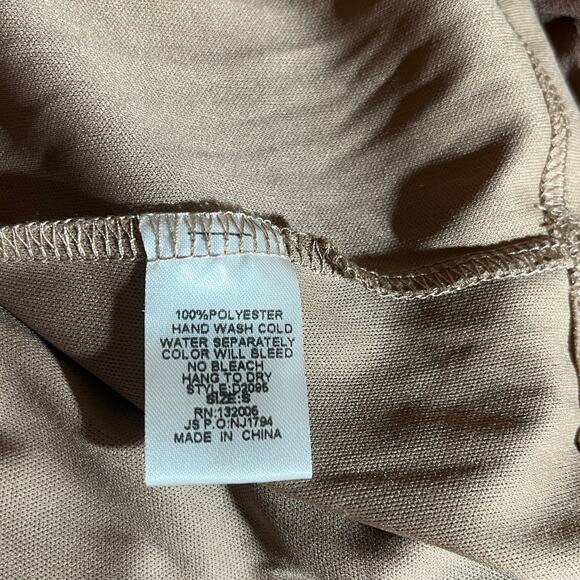 100%POLYESTER
HAND WASH COLD
WATER SEPARATELY
COLOR WILL BLEED
NO BLEACH
HANG TO DRY
STYLE:D2095
SIZE:S
RN:132006
JS P.O:NJ1794
MADE IN CHINA